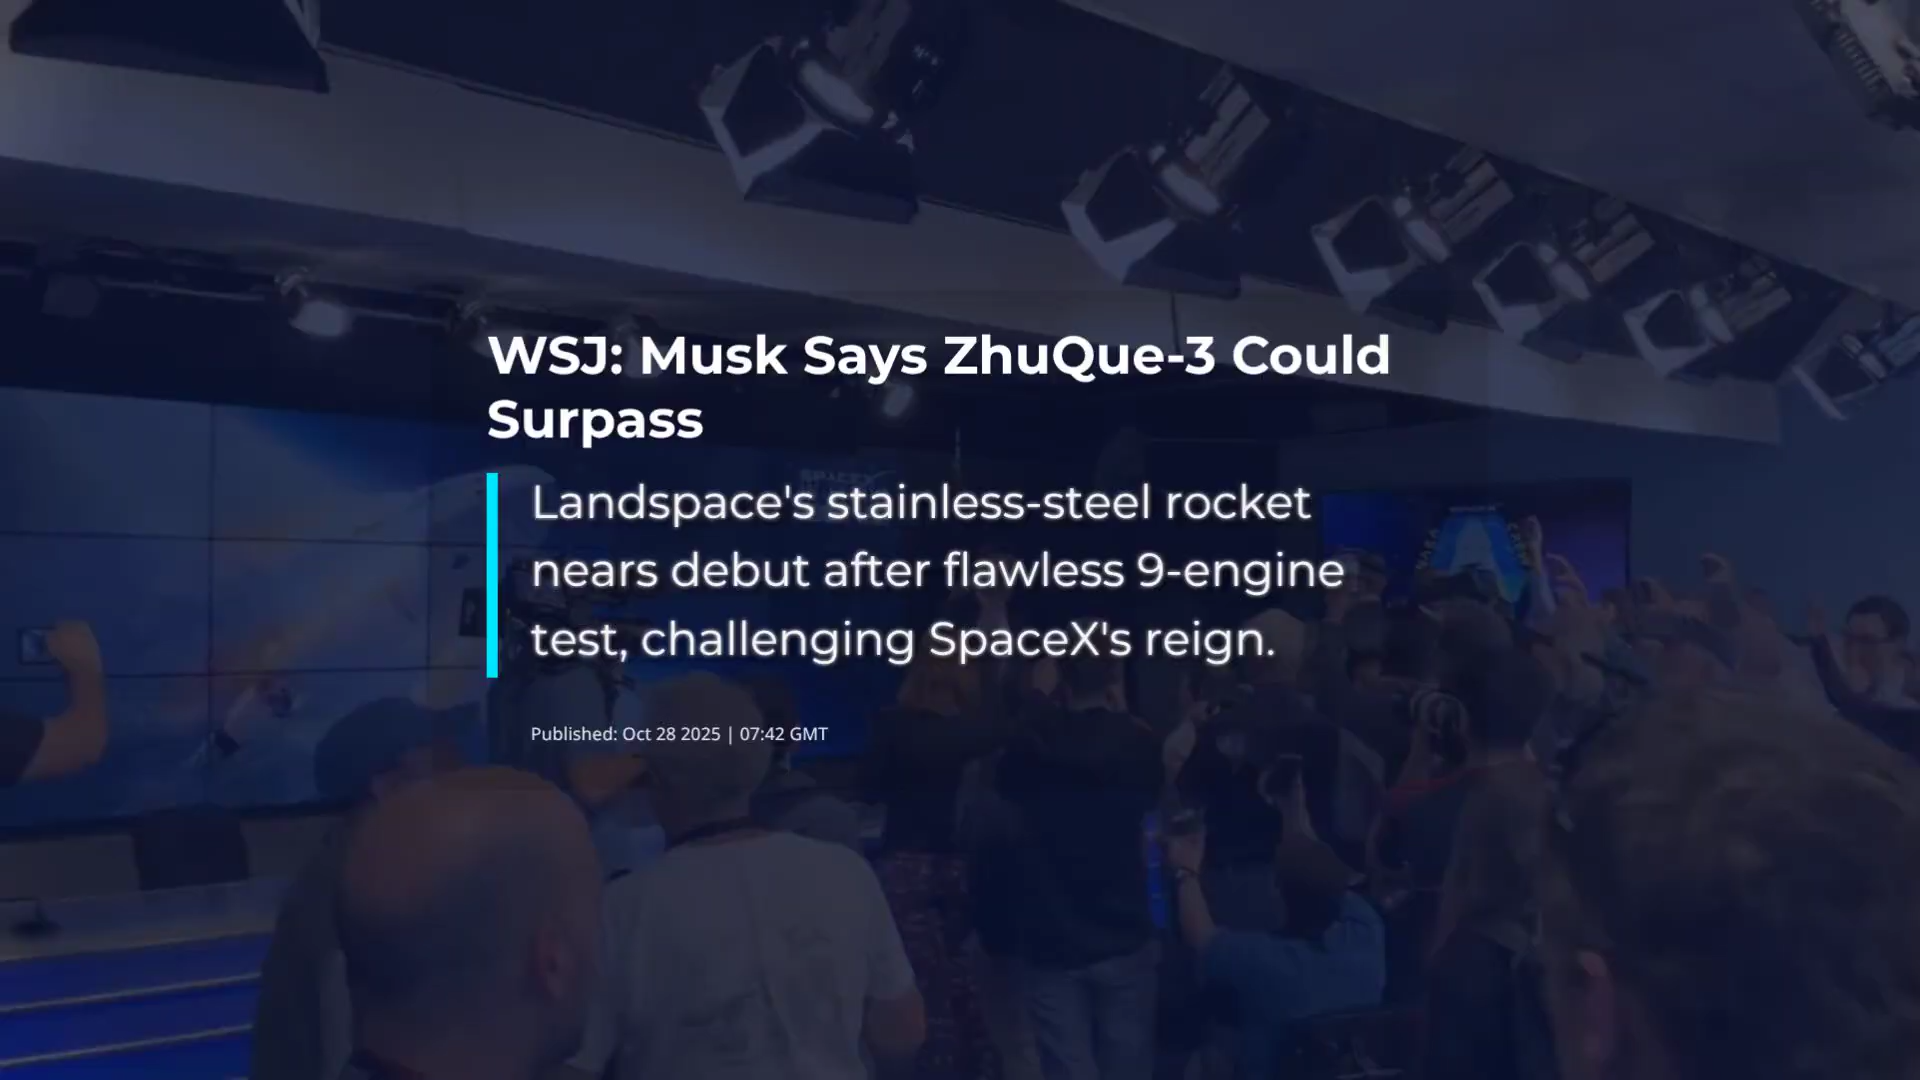 WSJ: Musk Says ZhuQue-3 Could
Surpass
SPACEX
Landspace's stainless-steel rocket
nears debut after flawless 9-engine
test, challenging SpaceX's reign.
Published: Oct 28 2025 | 07:42 GMT